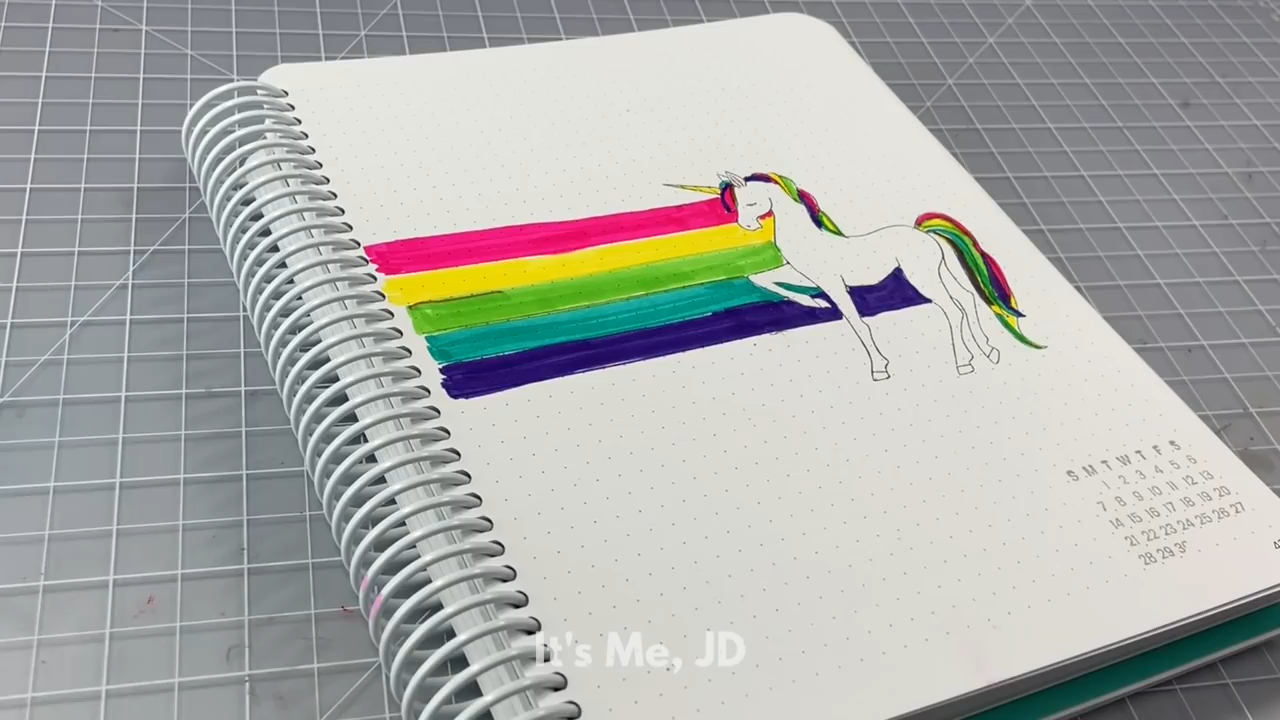 S M T W T F S
1 2 3 4 5 6
7 8 9 10 11 12 13
14 15 16 17 18 19 20
21 22 23 24 25 26 27
28 29 30
It's Me, JD